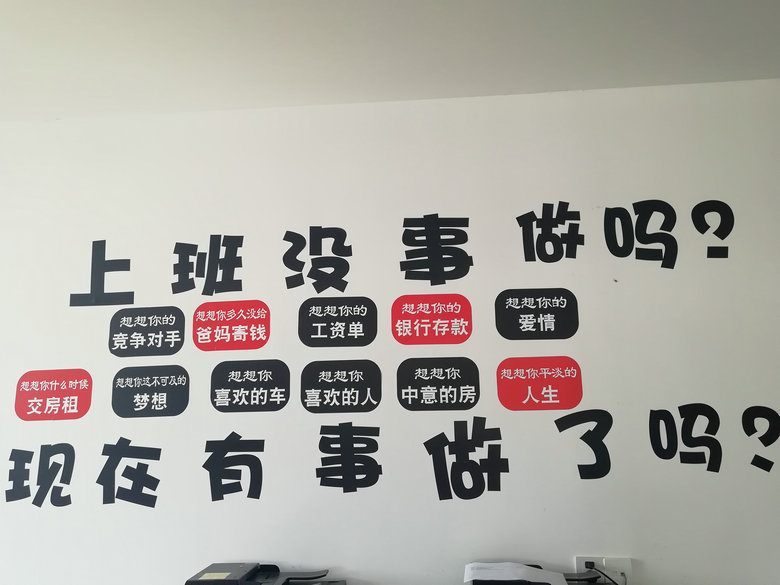 上班没事做吗?
想想你的
竞争对手
想想你多久没给
爸妈寄钱
想想你的
工资单
想想你的
银行存款
想想你的
爱情
想想你什么时候
交房租
想想你这不可及的
梦想
想想你
喜欢的车
想想你
喜欢的人
想想你
中意的房
想想你平淡的
人生
现在有事做了吗?